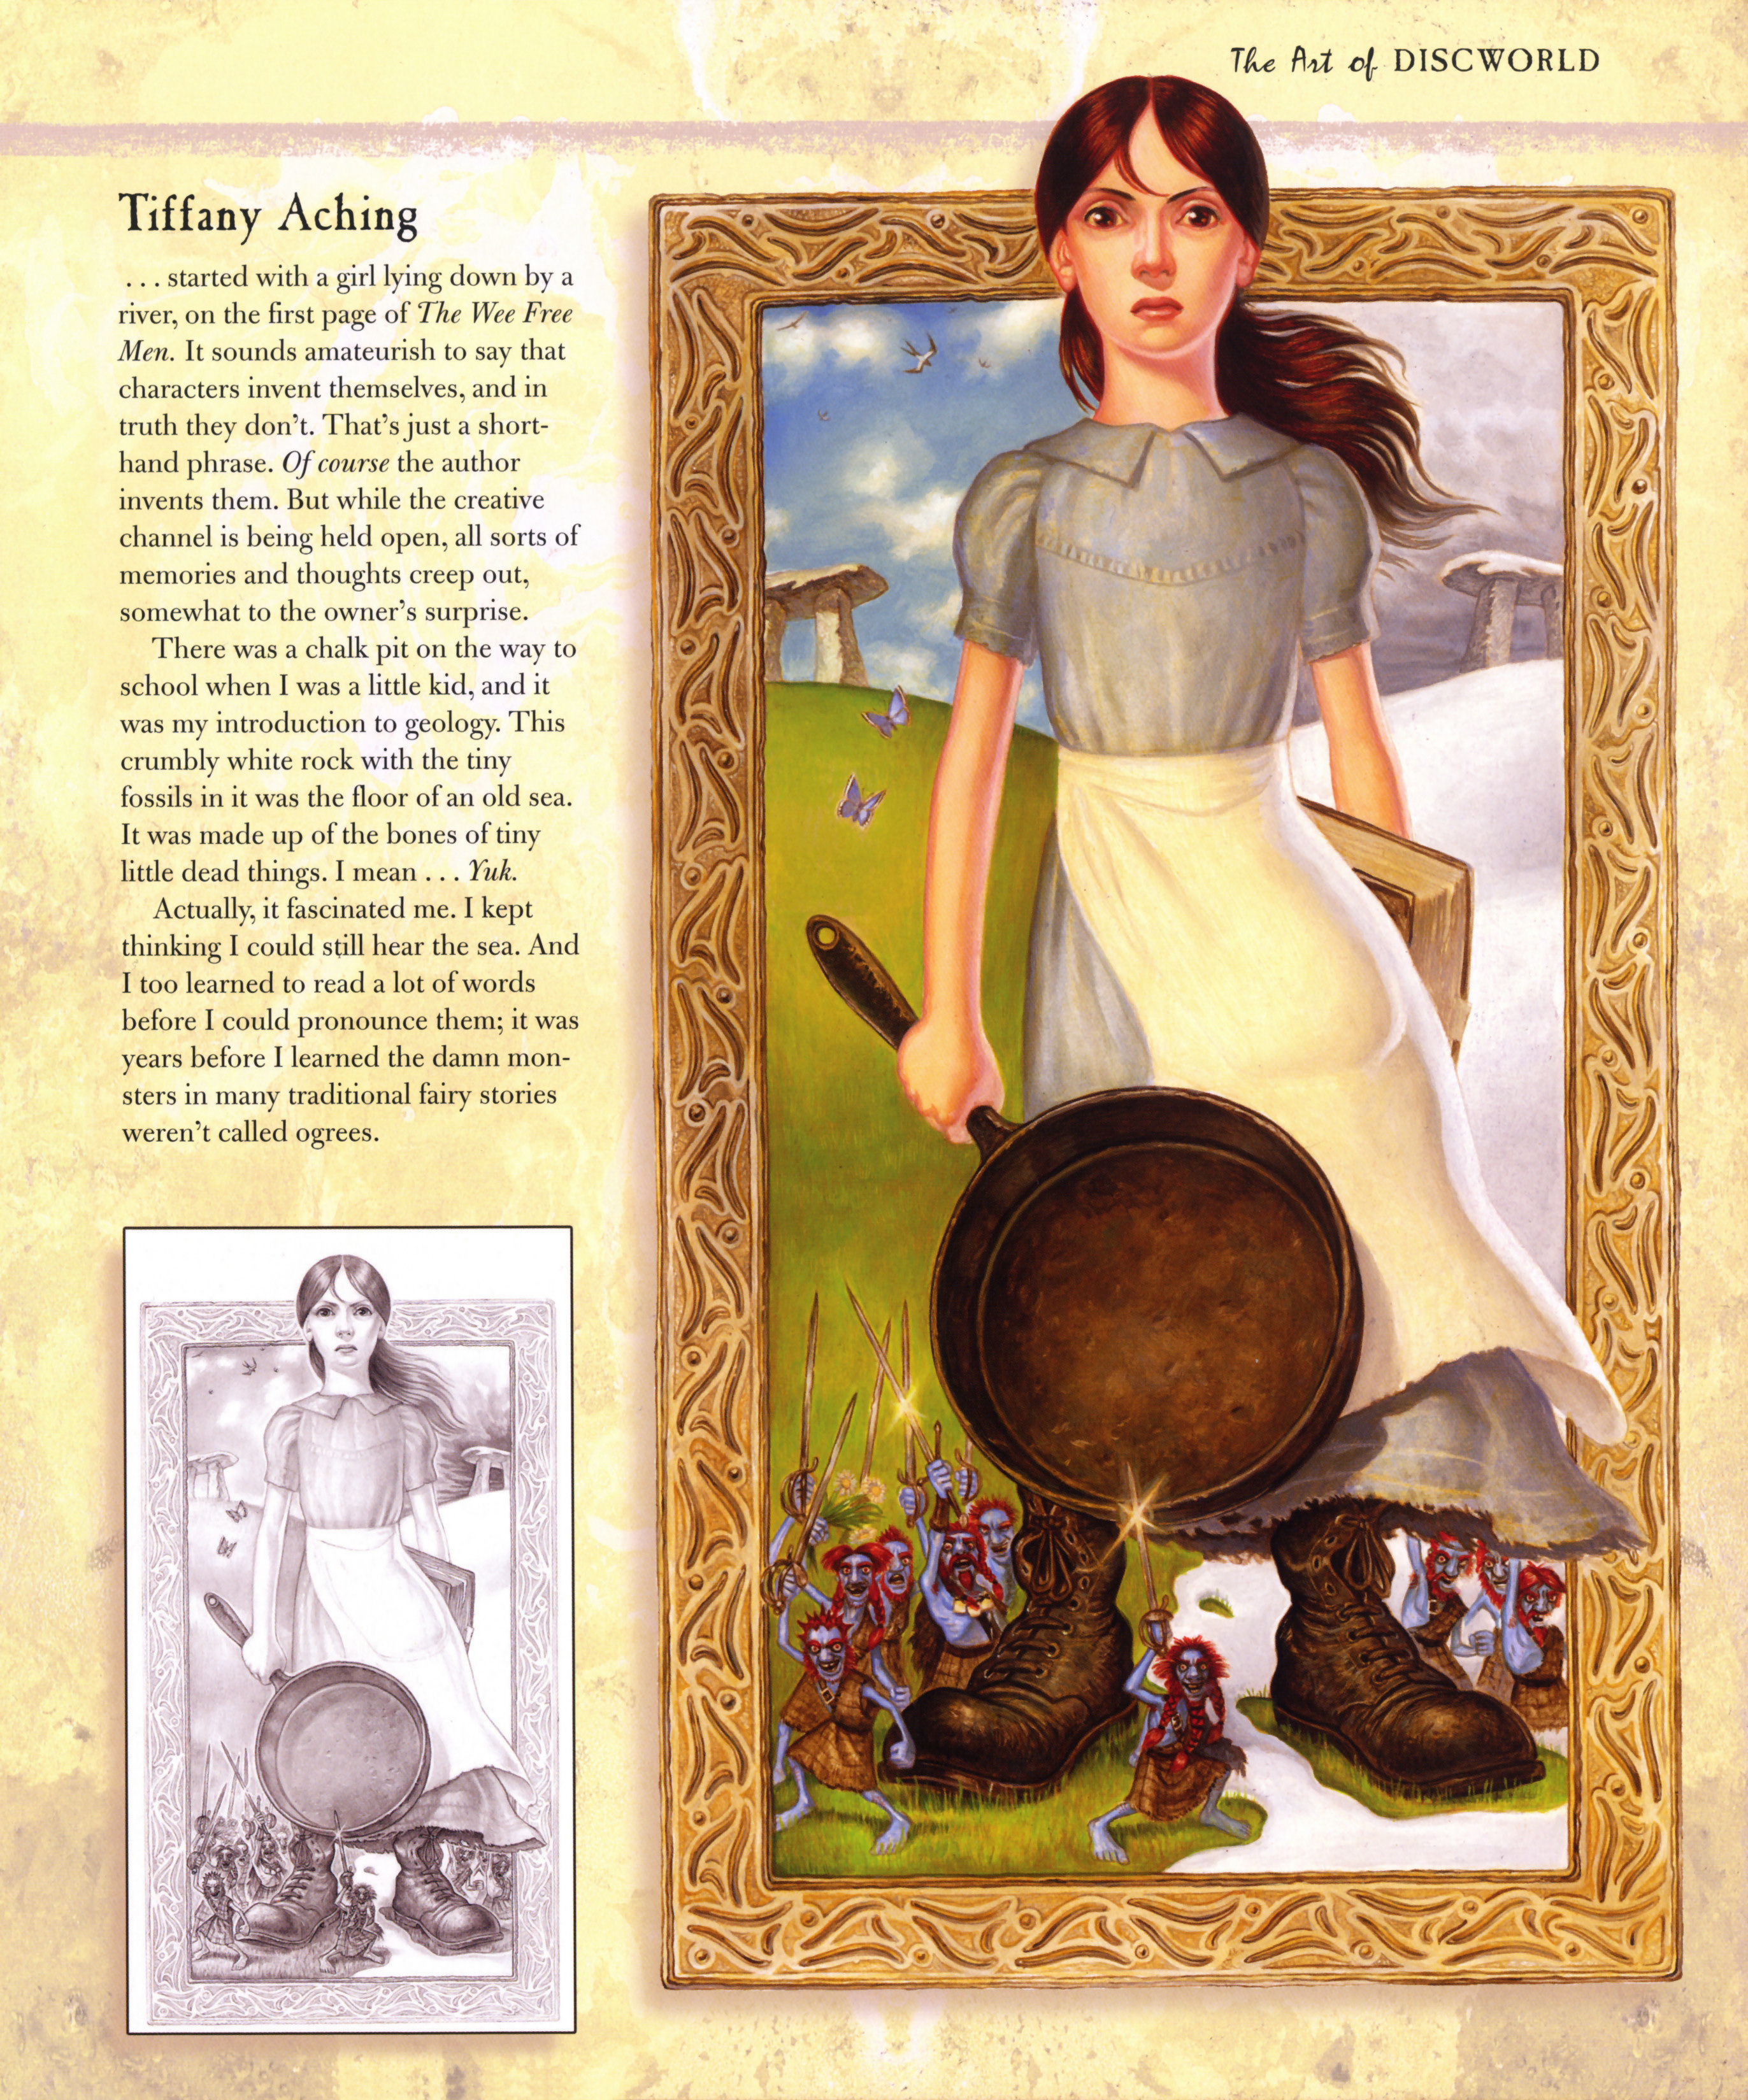 The Art of DISCWORLD
Tiffany Aching
. . . started with a girl lying down by a
river, on the first page of The Wee Free
Men. It sounds amateurish to say that
characters invent themselves, and in
truth they don’t. That’s just a short-
hand phrase. Of course the author
invents them. But while the creative
channel is being held open, all sorts of
memories and thoughts creep out,
somewhat to the owner’s surprise.
There was a chalk pit on the way to
school when I was a little kid, and it
was my introduction to geology. This
crumbly white rock with the tiny
fossils in it was the floor of an old sea.
It was made up of the bones of tiny
little dead things. I mean . . . Yuk.
Actually, it fascinated me. I kept
thinking I could still hear the sea. And
I too learned to read a lot of words
before I could pronounce them; it was
years before I learned the damn mon-
sters in many traditional fairy stories
weren’t called ogrees.